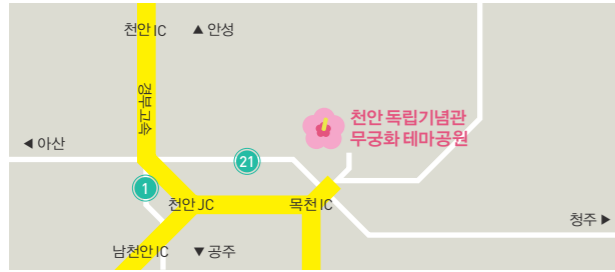 천안 IC ▲ 안성
경부고속
천안 독립기념관
무궁화 테마공원
◀ 아산
21
1
천안 JC
목천 IC
청주 ▶
남천안 IC ▼ 공주